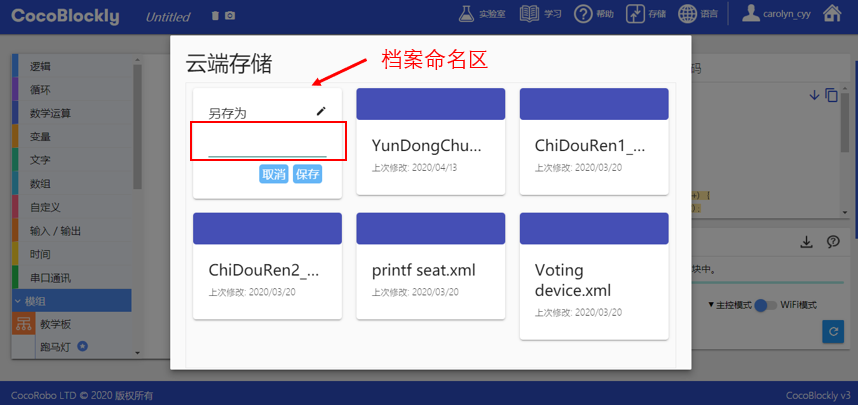 CocoBlockly
Untitled
实验室
学习
帮助
存储
语言
carolyn_cyy
云端存储
档案命名区
另存为
取消 保存
YunDongChu...
上次修改: 2020/04/13
ChiDouRen1_...
上次修改: 2020/03/20
ChiDouRen2_...
上次修改: 2020/03/20
printf seat.xml
上次修改: 2020/03/20
Voting
device.xml
上次修改: 2020/03/20
逻辑
循环
数学运算
变量
文字
数组
自定义
输入 / 输出
时间
串口通讯
模组
教学板
跑马灯
码
+) {
);
块中。
▼主控模式 WiFi模式
CocoRobo LTD © 2020 版权所有
CocoBlockly v3